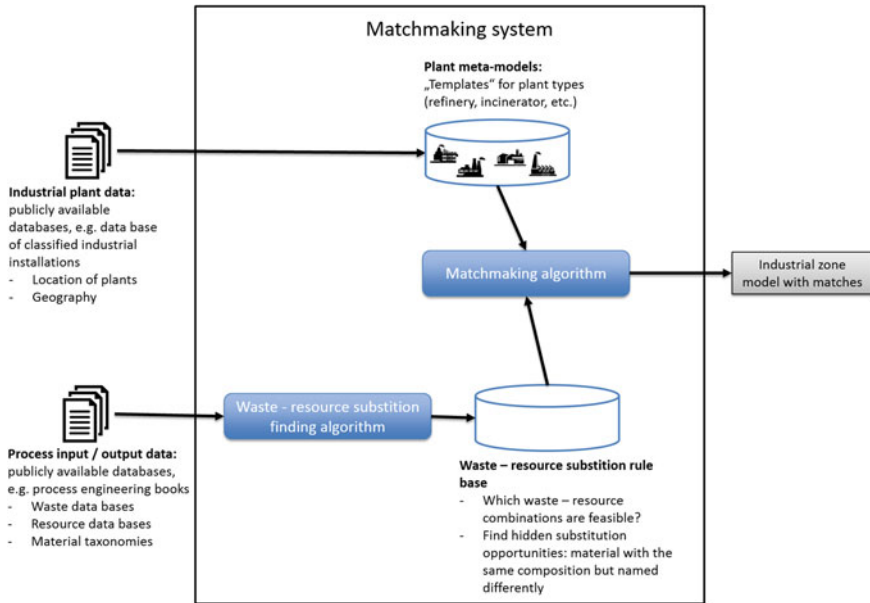 Matchmaking system
Plant meta-models:
„Templates“ for plant types
(refinery, incinerator, etc.)
Industrial plant data:
publicly available
databases, e.g. data base
of classified industrial
installations
- Location of plants
- Geography
Matchmaking algorithm
Industrial zone
model with matches
Waste - resource substition
finding algorithm
Process input / output data:
publicly available databases,
e.g. process engineering books
- Waste data bases
- Resource data bases
- Material taxonomies
Waste – resource substition rule
base
- Which waste – resource
combinations are feasible?
- Find hidden substitution
opportunities: material with the
same composition but named
differently